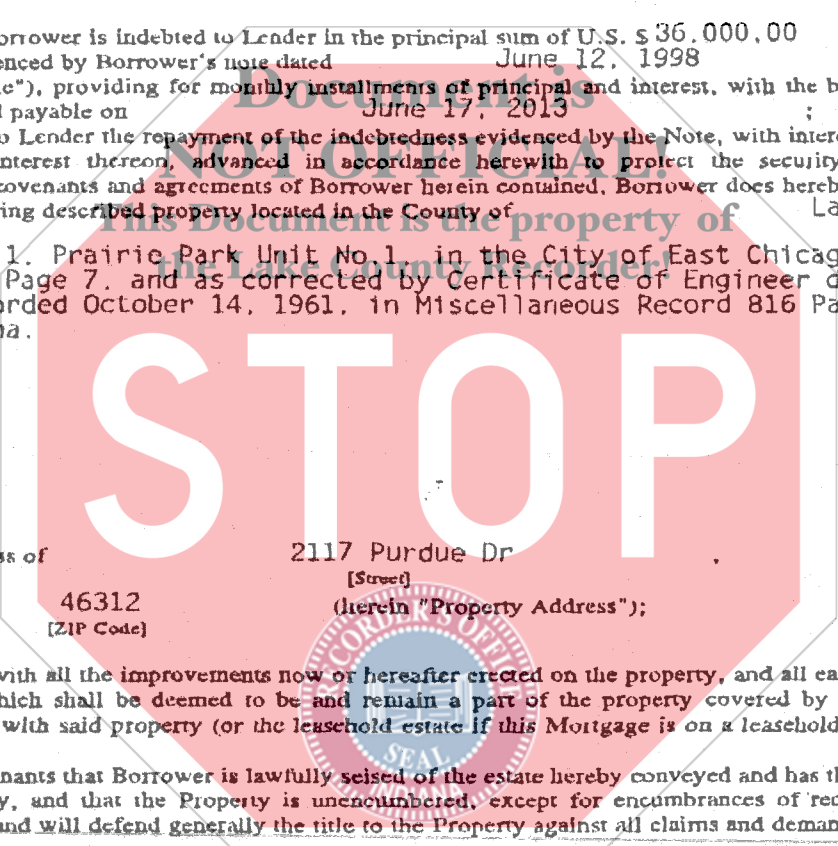 orrower is indebted to Lender in the principal sum of U.S. $ 36.000.00
enced by Borrower's note dated June 12, 1998
e"), providing for monthly installments of principal and interest, with the b
l payable on June 17, 2013 ;
o Lender the repayment of the indebtedness evidenced by the Note, with intere
nterest thereon, advanced in accordance herewith to protect the security
covenants and agreements of Borrower herein contained, Borrower does hereb
ing described property located in the County of La
1. Prairie Park Unit No.1, in the City of East Chicag
Page 7. and as corrected by Certificate of Engineer d
orded October 14, 1961, in Miscellaneous Record 816 Pa
na.
Document is
NOT OFFICIAL!
This Document is the property of
the Lake County Recorder!
STOP
ss of 2117 Purdue Dr ,
[Street]
46312 (herein "Property Address");
[ZIP Code]
RECORDER'S OFFICE
SEAL
INDIANA
with all the improvements now or hereafter erected on the property, and all ea
hich shall be deemed to be and remain a part of the property covered by
with said property (or the leasehold estate if this Mortgage is on a leasehold
nants that Borrower is lawfully seised of the estate hereby conveyed and has th
y, and that the Property is unencumbered, except for encumbrances of rec
and will defend generally the title to the Property against all claims and deman